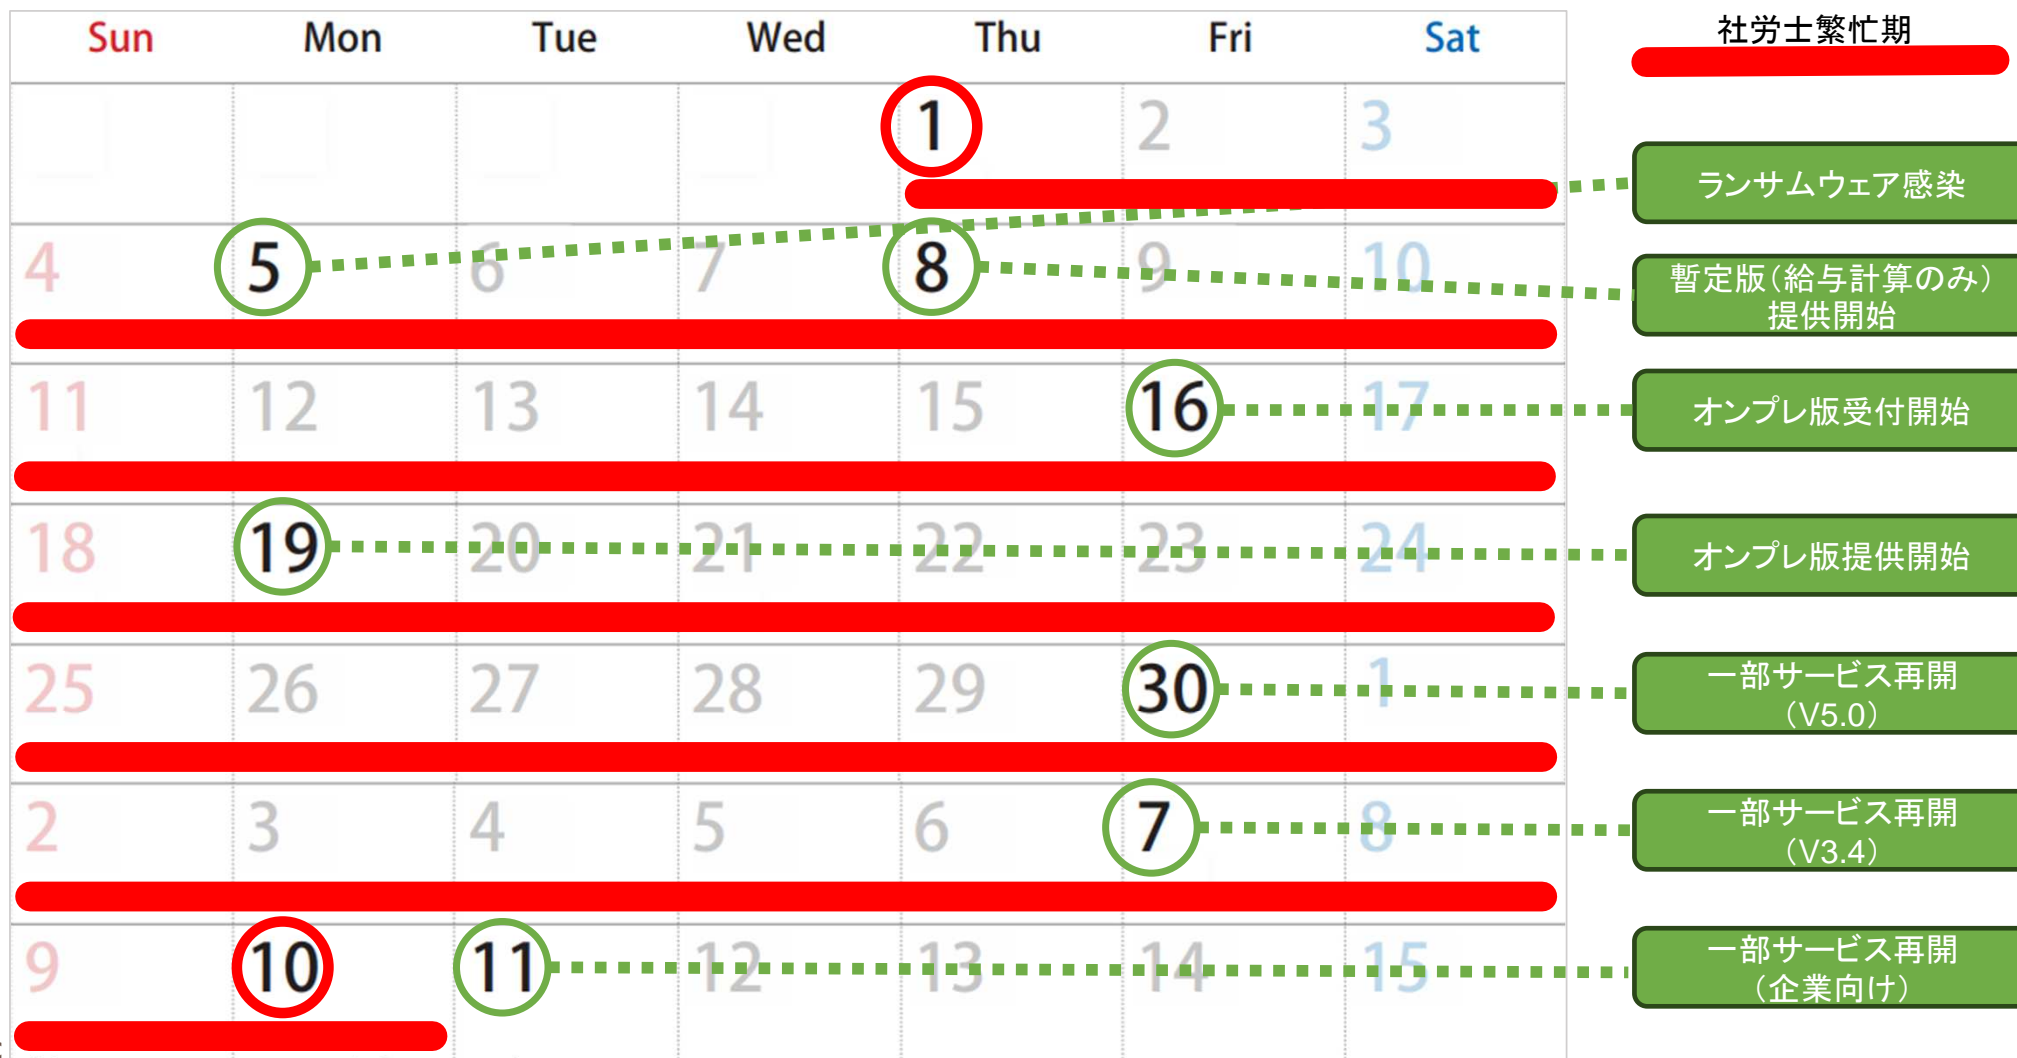 Sun Mon Tue Wed Thu Fri Sat
社労士繁忙期
1 2 3
ランサムウェア感染
4 5 6 7 8 9 10
暫定版（給与計算のみ）
提供開始
11 12 13 14 15 16 17
オンプレ版受付開始
18 19 20 21 22 23 24
オンプレ版提供開始
25 26 27 28 29 30 1
一部サービス再開
（V5.0）
2 3 4 5 6 7 8
一部サービス再開
（V3.4）
9 10 11 12 13 14 15
一部サービス再開
（企業向け）